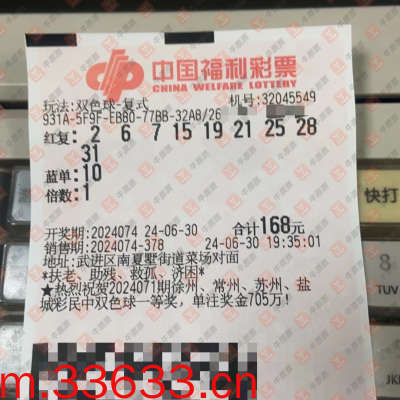 中国福利彩票
CHINA WELFARE LOTTERY
玩法:双色球-复式 机号:32045549
931A-5F9F-EB80-77BB-32A8/26
红复: 2 6 7 15 19 21 25 28
31
蓝单:10
倍数:1
开奖期:2024074 24-06-30 合计168元
销售期:2024074-378 24-06-30 19:35:01
地址:武进区南夏墅街道菜场对面
*扶老、助残、救孤、济困*
★热烈祝贺2024071期徐州、常州、苏州、盐
城彩民中双色球一等奖,单注奖金705万!
快打
8
TUV
m.33633.cn